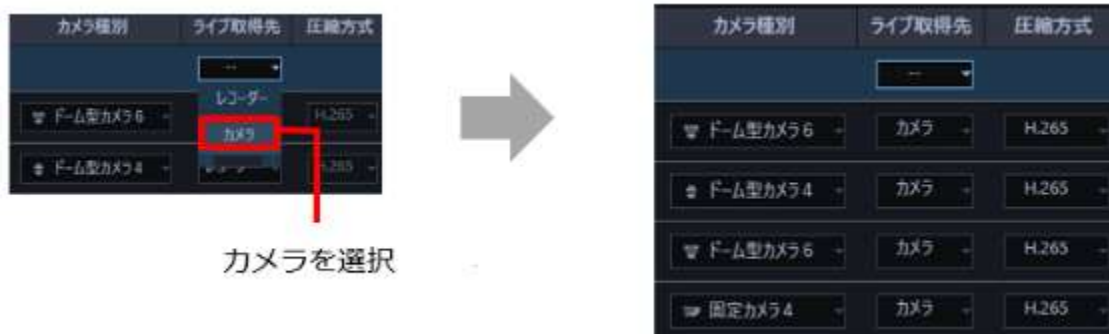 カメラ種別 ライブ取得先 圧縮方式
--
レコーダー
ドーム型カメラ6 カメラ H.265
ドーム型カメラ4 H.265
カメラを選択
カメラ種別 ライブ取得先 圧縮方式
--
ドーム型カメラ6 カメラ H.265
ドーム型カメラ4 カメラ H.265
ドーム型カメラ6 カメラ H.265
固定カメラ4 カメラ H.265